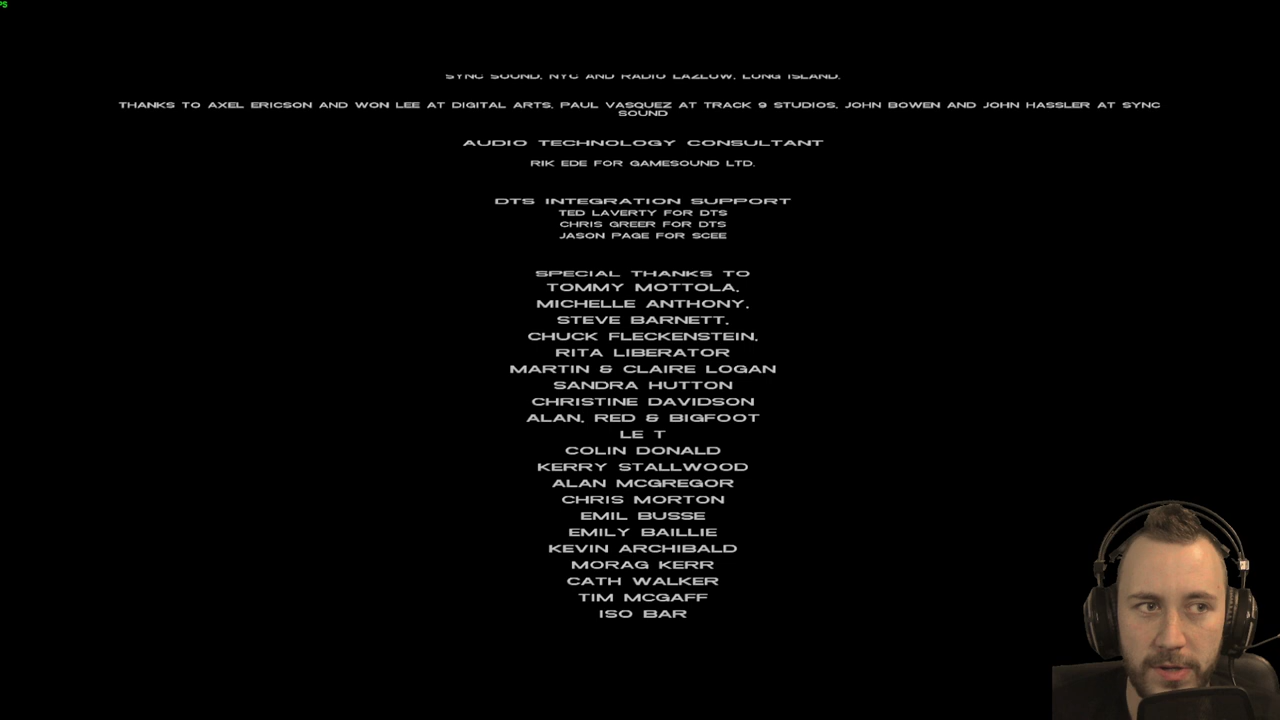 PS
SYNC SOUND, NYC AND RADIO LAZLOW, LONG ISLAND.
THANKS TO AXEL ERICSON AND WON LEE AT DIGITAL ARTS, PAUL VASQUEZ AT TRACK 9 STUDIOS, JOHN BOWEN AND JOHN HASSLER AT SYNC
SOUND
AUDIO TECHNOLOGY CONSULTANT
RIK EDE FOR GAMESOUND LTD.
DTS INTEGRATION SUPPORT
TED LAVERTY FOR DTS
CHRIS GREER FOR DTS
JASON PAGE FOR SCEE
SPECIAL THANKS TO
TOMMY MOTTOLA,
MICHELLE ANTHONY,
STEVE BARNETT,
CHUCK FLECKENSTEIN,
RITA LIBERATOR
MARTIN & CLAIRE LOGAN
SANDRA HUTTON
CHRISTINE DAVIDSON
ALAN, RED & BIGFOOT
LE T
COLIN DONALD
KERRY STALLWOOD
ALAN MCGREGOR
CHRIS MORTON
EMIL BUSSE
EMILY BAILLIE
KEVIN ARCHIBALD
MORAG KERR
CATH WALKER
TIM MCGAFF
ISO BAR